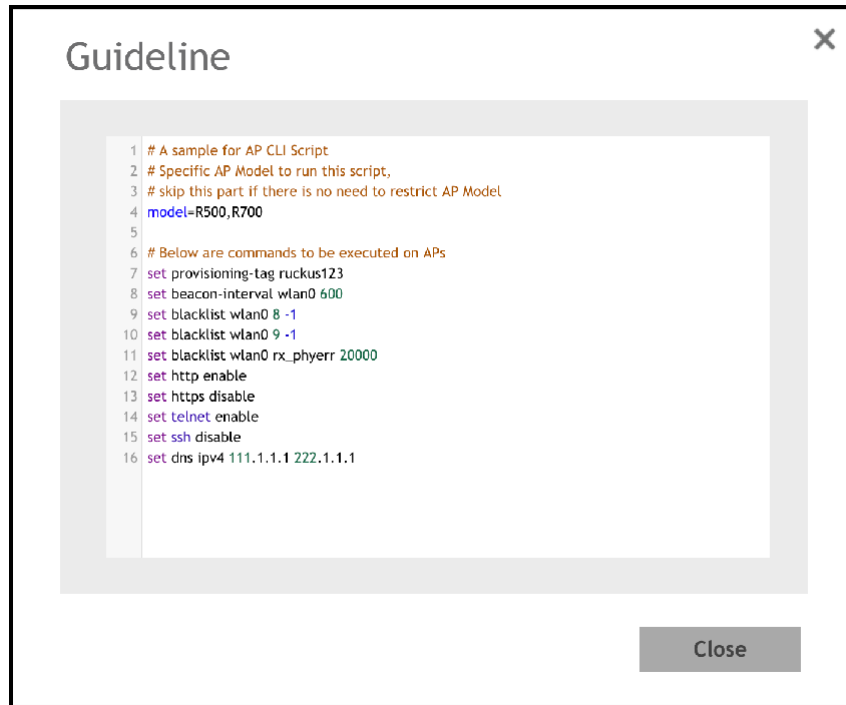 Guideline
1 # A sample for AP CLI Script
2 # Specific AP Model to run this script,
3 # skip this part if there is no need to restrict AP Model
4 model=R500,R700
5
6 # Below are commands to be executed on APs
7 set provisioning-tag ruckus123
8 set beacon-interval wlan0 600
9 set blacklist wlan0 8 -1
10 set blacklist wlan0 9 -1
11 set blacklist wlan0 rx_phyerr 20000
12 set http enable
13 set https disable
14 set telnet enable
15 set ssh disable
16 set dns ipv4 111.1.1.1 222.1.1.1
Close